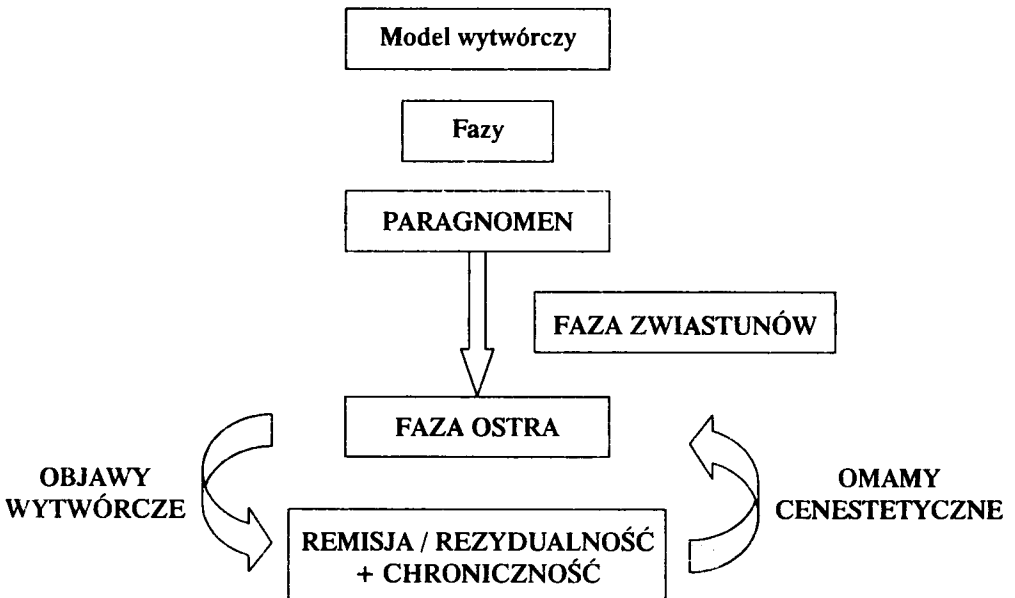 Model wytwórczy
Fazy
PARAGNOMEN
FAZA ZWIASTUNÓW
FAZA OSTRA
OBJAWY
WYTWÓRCZE
OMAMY
CENESTETYCZNE
REMISJA / REZYDUALNOŚĆ
+ CHRONICZNOŚĆ